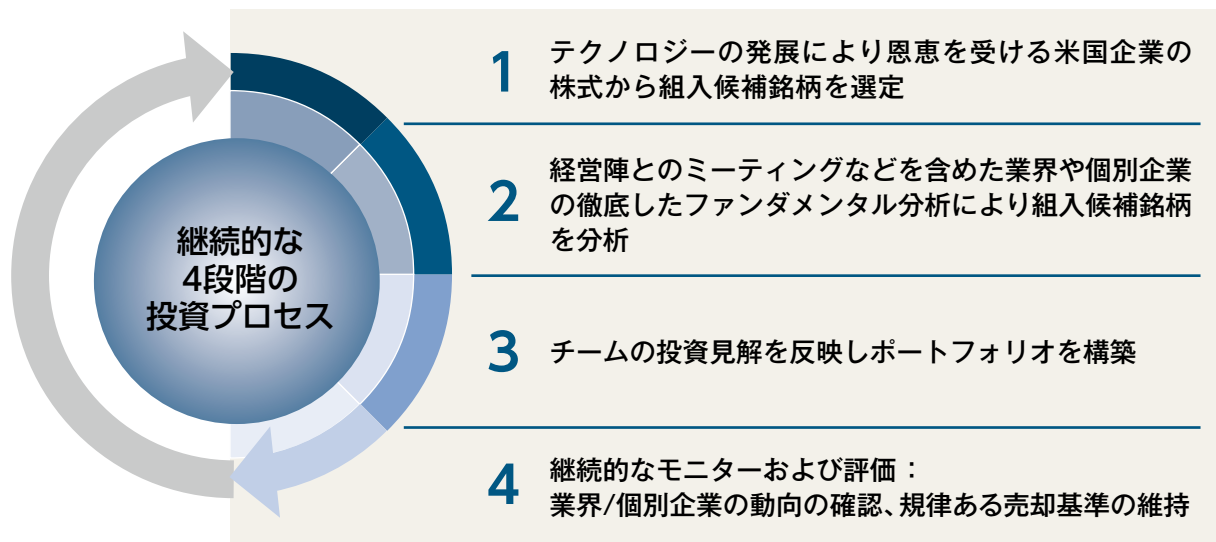 継続的な
4段階の
投資プロセス
1
テクノロジーの発展により恩恵を受ける米国企業の
株式から組入候補銘柄を選定
2
経営陣とのミーティングなどを含めた業界や個別企業
の徹底したファンダメンタル分析により組入候補銘柄
を分析
3
チームの投資見解を反映しポートフォリオを構築
4
継続的なモニターおよび評価：
業界/個別企業の動向の確認、規律ある売却基準の維持